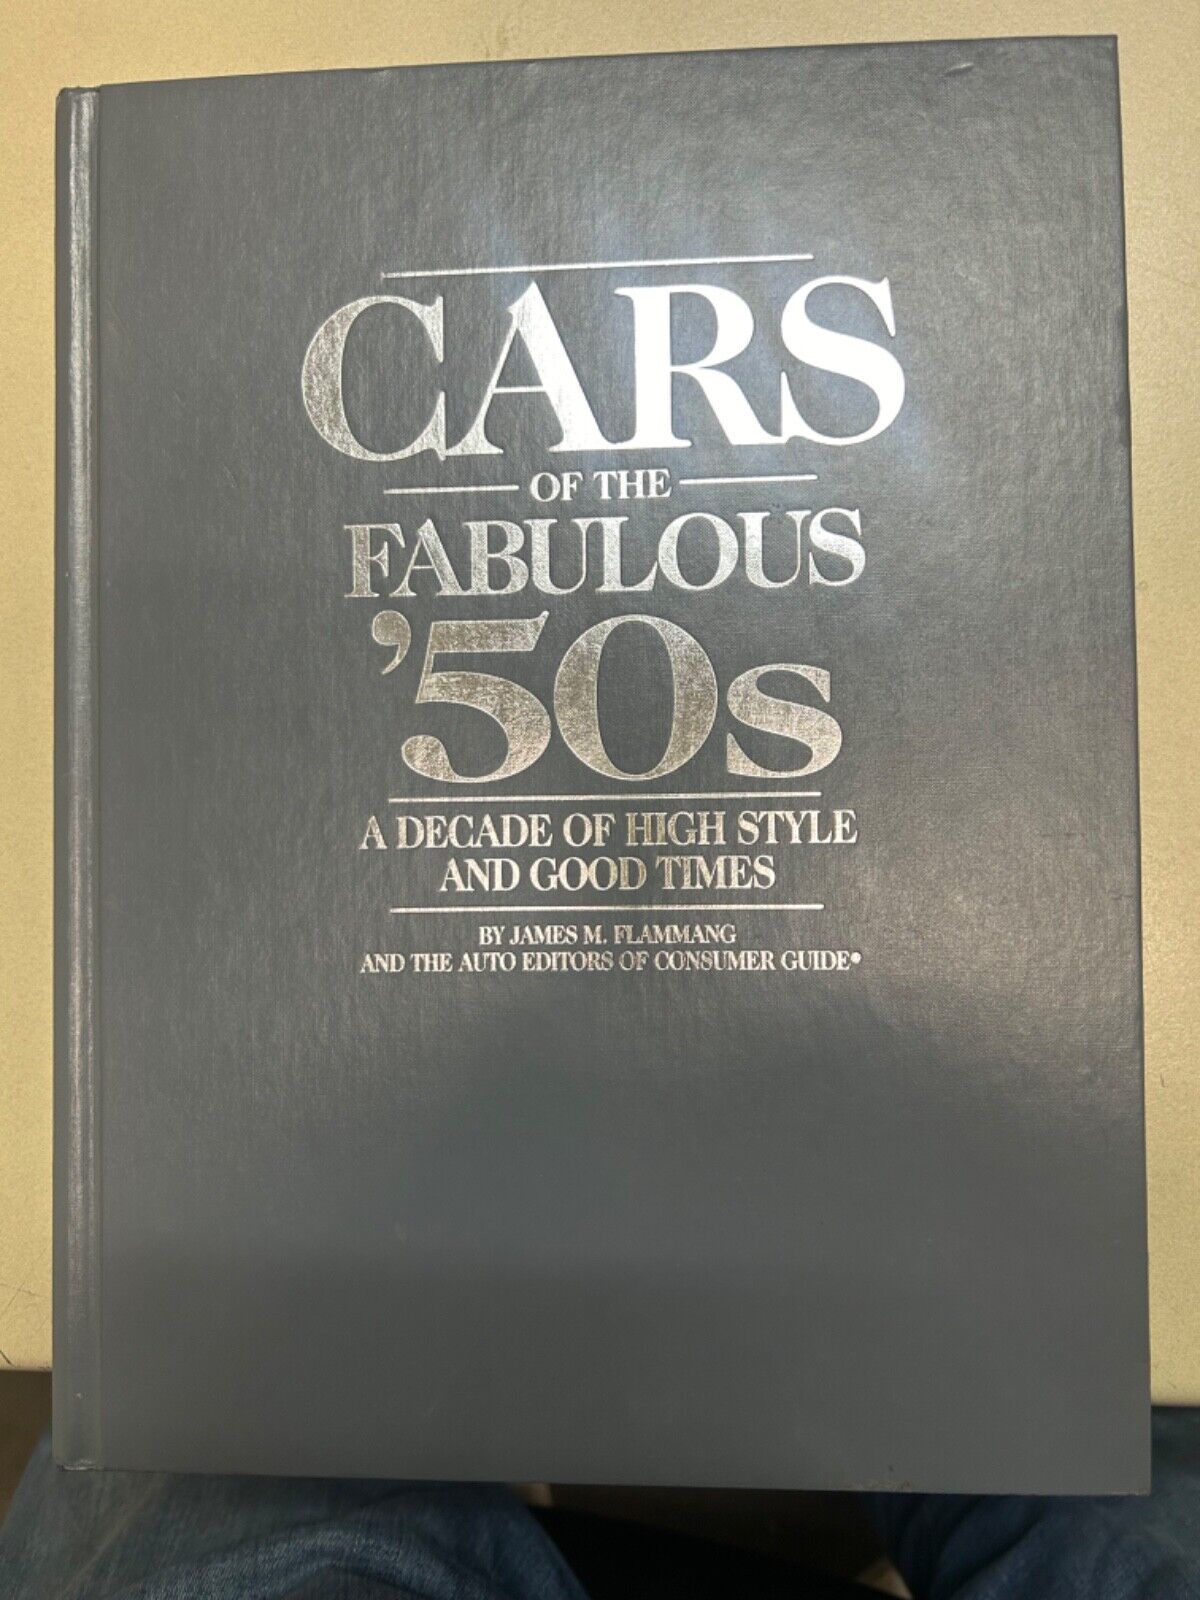 CARS
OF THE
FABULOUS
’50s
A DECADE OF HIGH STYLE
AND GOOD TIMES
BY JAMES M. FLAMMANG
AND THE AUTO EDITORS OF CONSUMER GUIDE®